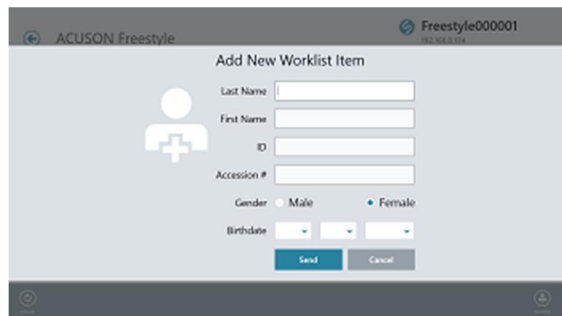 ACUSON Freestyle
Freestyle000001
Add New Worklist Item
Last Name
First Name
ID
Accession #
Gender
Male
Female
Birthdate
Send
Cancel